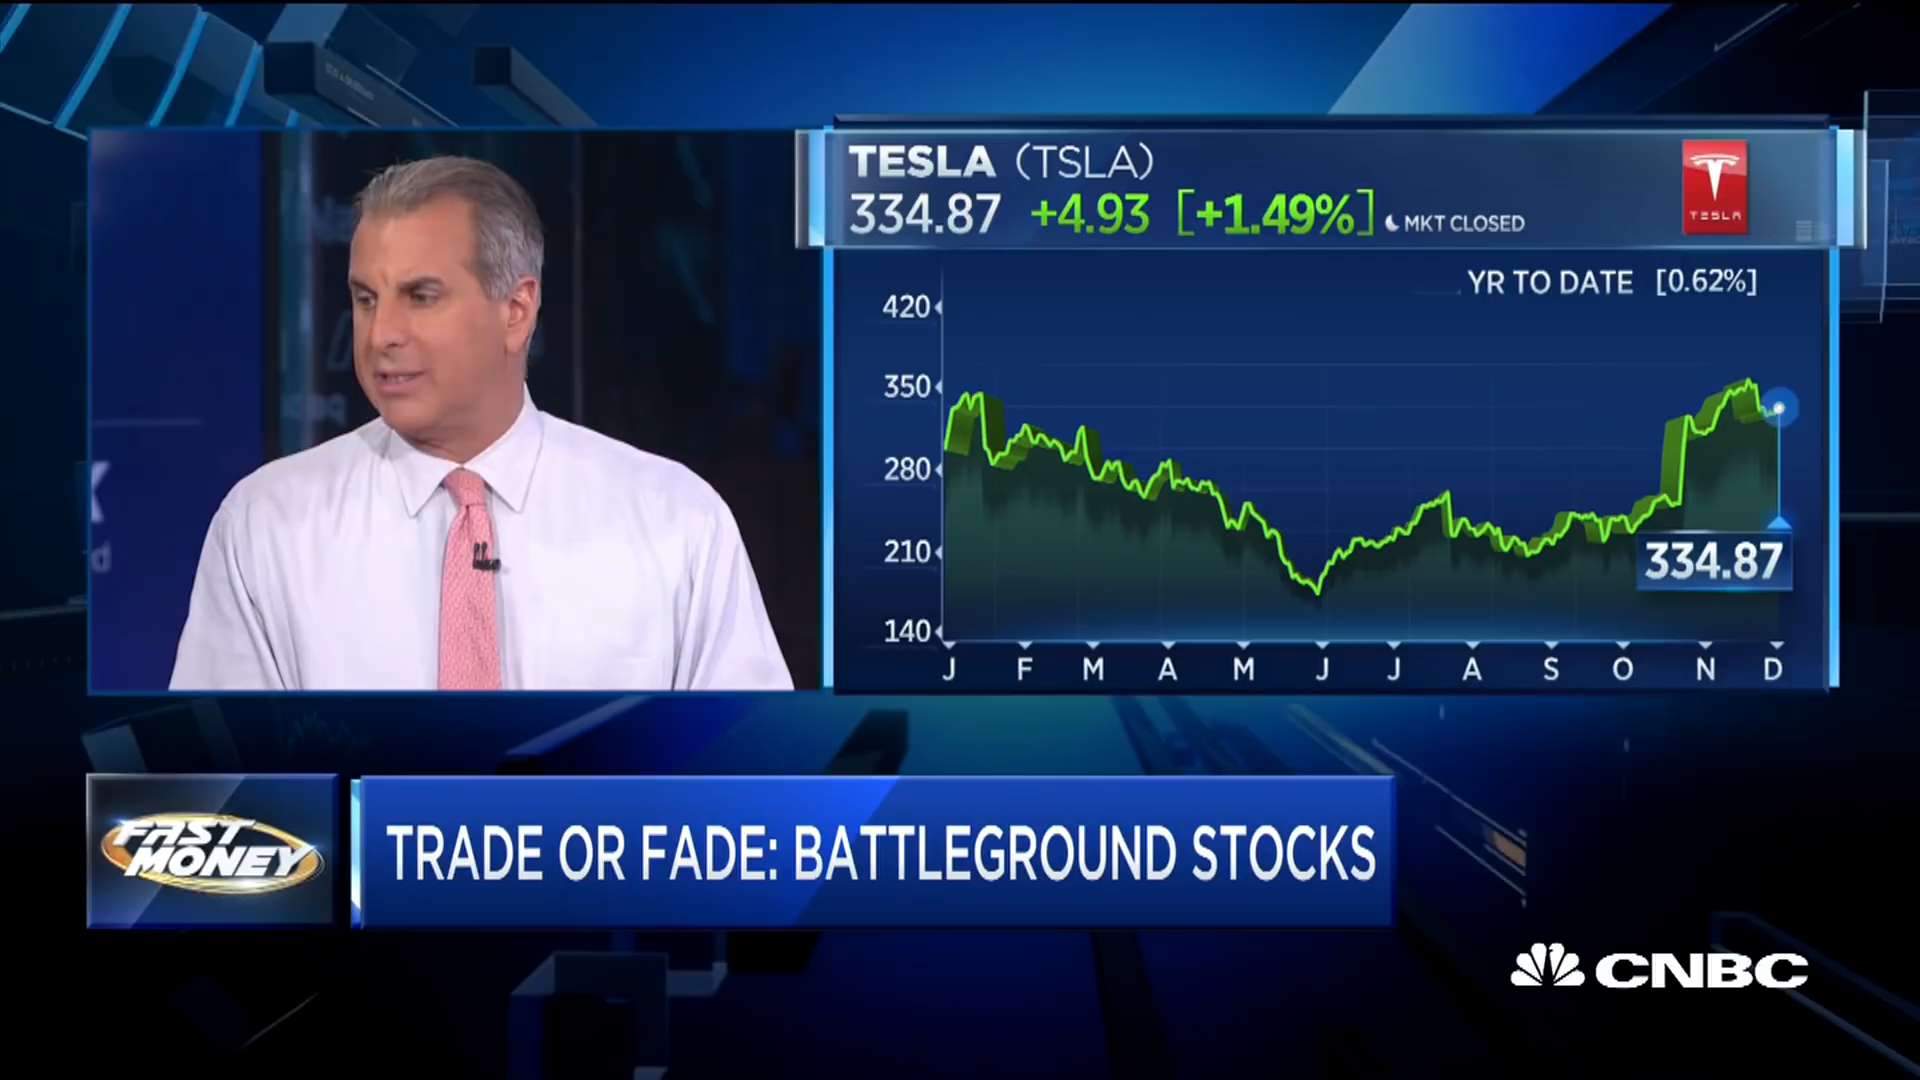 TESLA (TSLA)
334.87 +4.93 [+1.49%] MKT CLOSED
TESLA
YR TO DATE [0.62%]
420
350
280
210
140
334.87
J F M A M J J A S O N D
FAST
MONEY
TRADE OR FADE: BATTLEGROUND STOCKS
CNBC